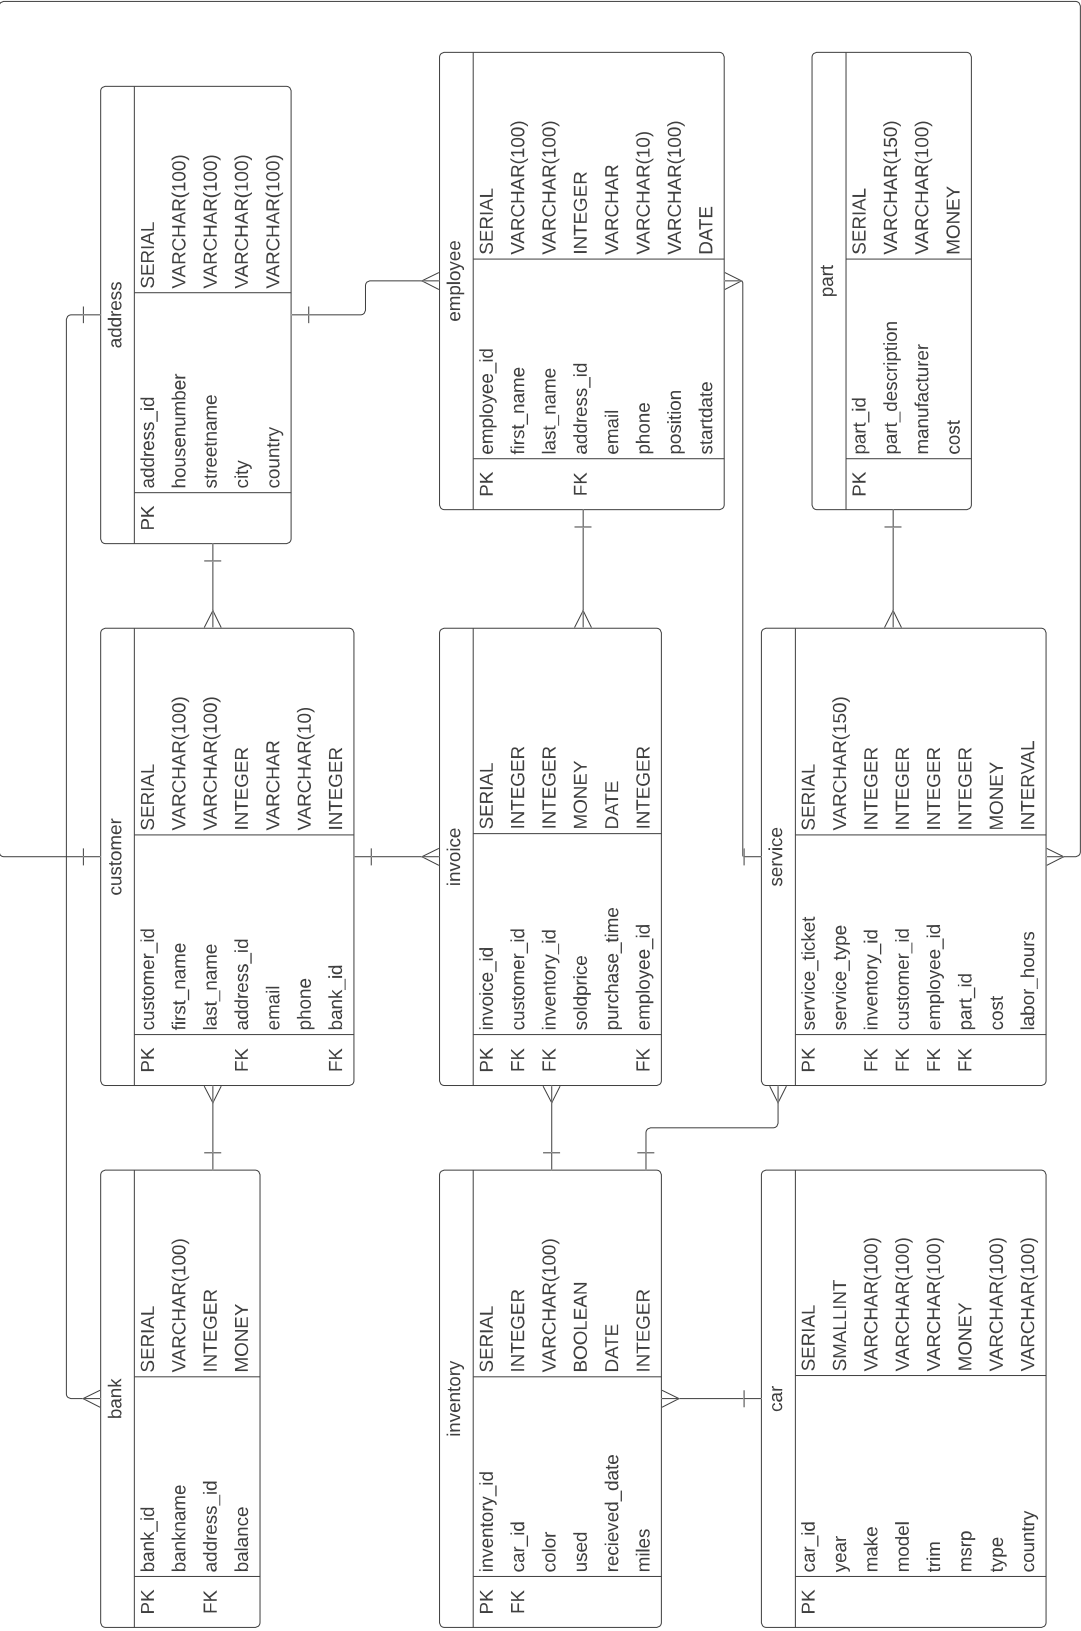 bank
PK bank_id SERIAL
bankname VARCHAR(100)
FK address_id INTEGER
balance MONEY
customer
PK customer_id SERIAL
first_name VARCHAR(100)
last_name VARCHAR(100)
FK address_id INTEGER
email VARCHAR
phone VARCHAR(10)
FK bank_id INTEGER
address
PK address_id SERIAL
housenumber VARCHAR(100)
streetname VARCHAR(100)
city VARCHAR(100)
country VARCHAR(100)
inventory
PK inventory_id SERIAL
FK car_id INTEGER
color VARCHAR(100)
used BOOLEAN
recieved_date DATE
miles INTEGER
invoice
PK invoice_id SERIAL
FK customer_id INTEGER
FK inventory_id INTEGER
soldprice MONEY
purchase_time DATE
FK employee_id INTEGER
employee
PK employee_id SERIAL
first_name VARCHAR(100)
last_name VARCHAR(100)
FK address_id INTEGER
email VARCHAR
phone VARCHAR(10)
position VARCHAR(100)
startdate DATE
car
PK car_id SERIAL
year SMALLINT
make VARCHAR(100)
model VARCHAR(100)
trim VARCHAR(100)
msrp MONEY
type VARCHAR(100)
country VARCHAR(100)
service
PK service_ticket SERIAL
service_type VARCHAR(150)
FK inventory_id INTEGER
FK customer_id INTEGER
FK employee_id INTEGER
FK part_id INTEGER
cost MONEY
labor_hours INTERVAL
part
PK part_id SERIAL
part_description VARCHAR(150)
manufacturer VARCHAR(100)
cost MONEY